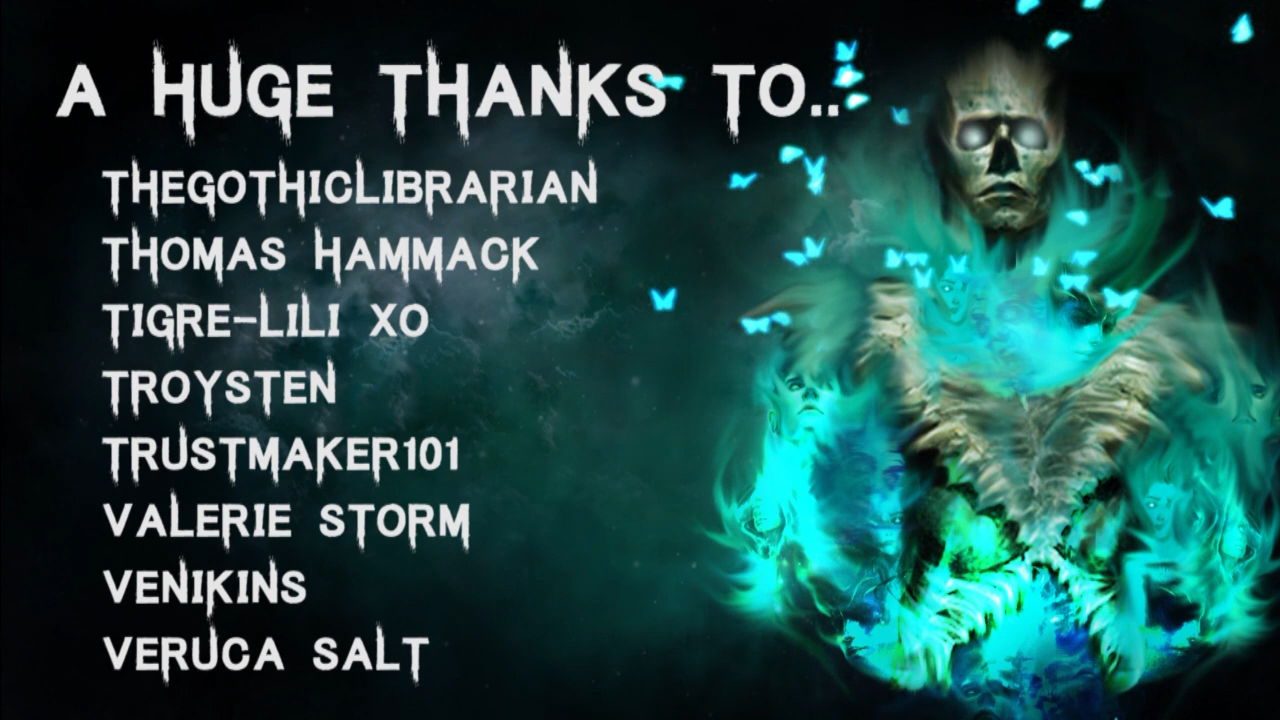 A HUGE THANKS TO..
THEGOTHICLIBRARIAN
THOMAS HAMMACK
TIGRE-LILI XO
TROYSTEN
TRUSTMAKER101
VALERIE STORM
VENIKINS
VERUCA SALT